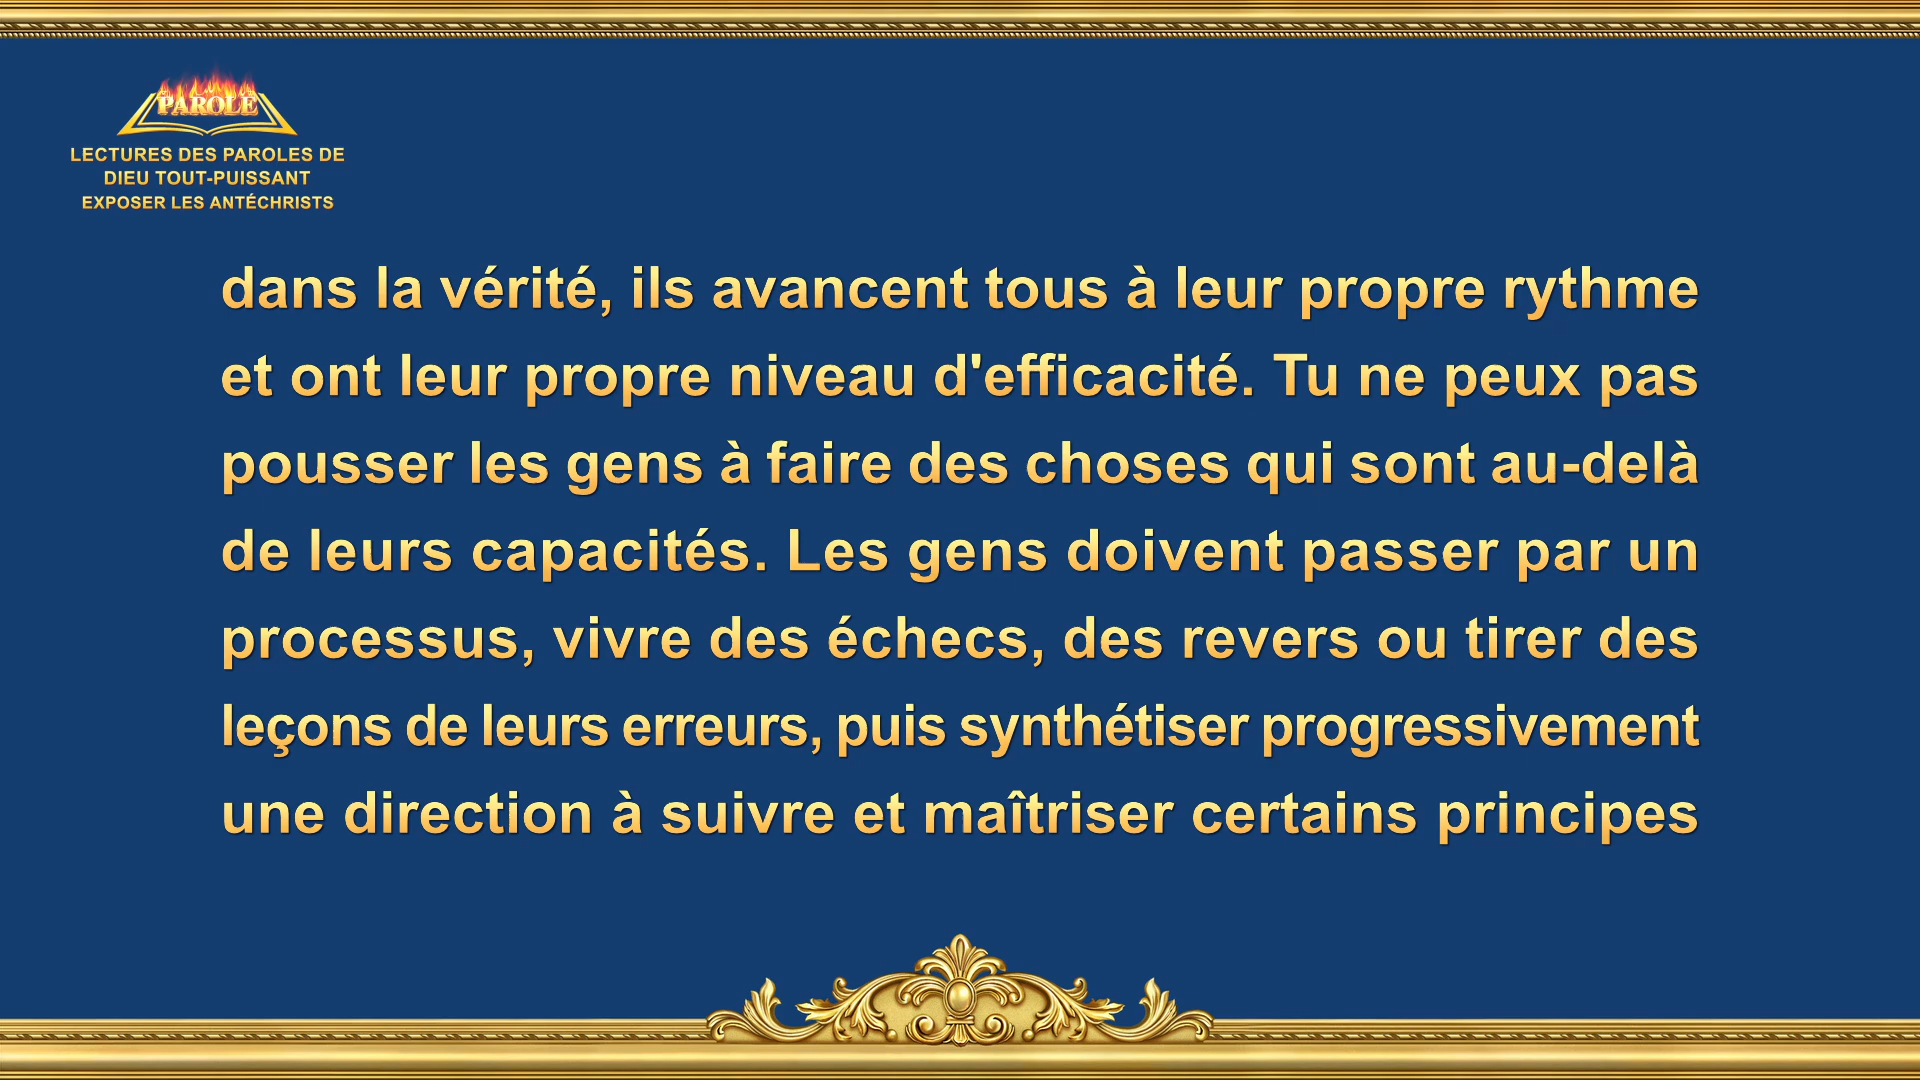 PAROLE
LECTURES DES PAROLES DE
DIEU TOUT-PUISSANT
EXPOSER LES ANTÉCHRISTS
dans la vérité, ils avancent tous à leur propre rythme
et ont leur propre niveau d'efficacité. Tu ne peux pas
pousser les gens à faire des choses qui sont au-delà
de leurs capacités. Les gens doivent passer par un
processus, vivre des échecs, des revers ou tirer des
leçons de leurs erreurs, puis synthétiser progressivement
une direction à suivre et maîtriser certains principes